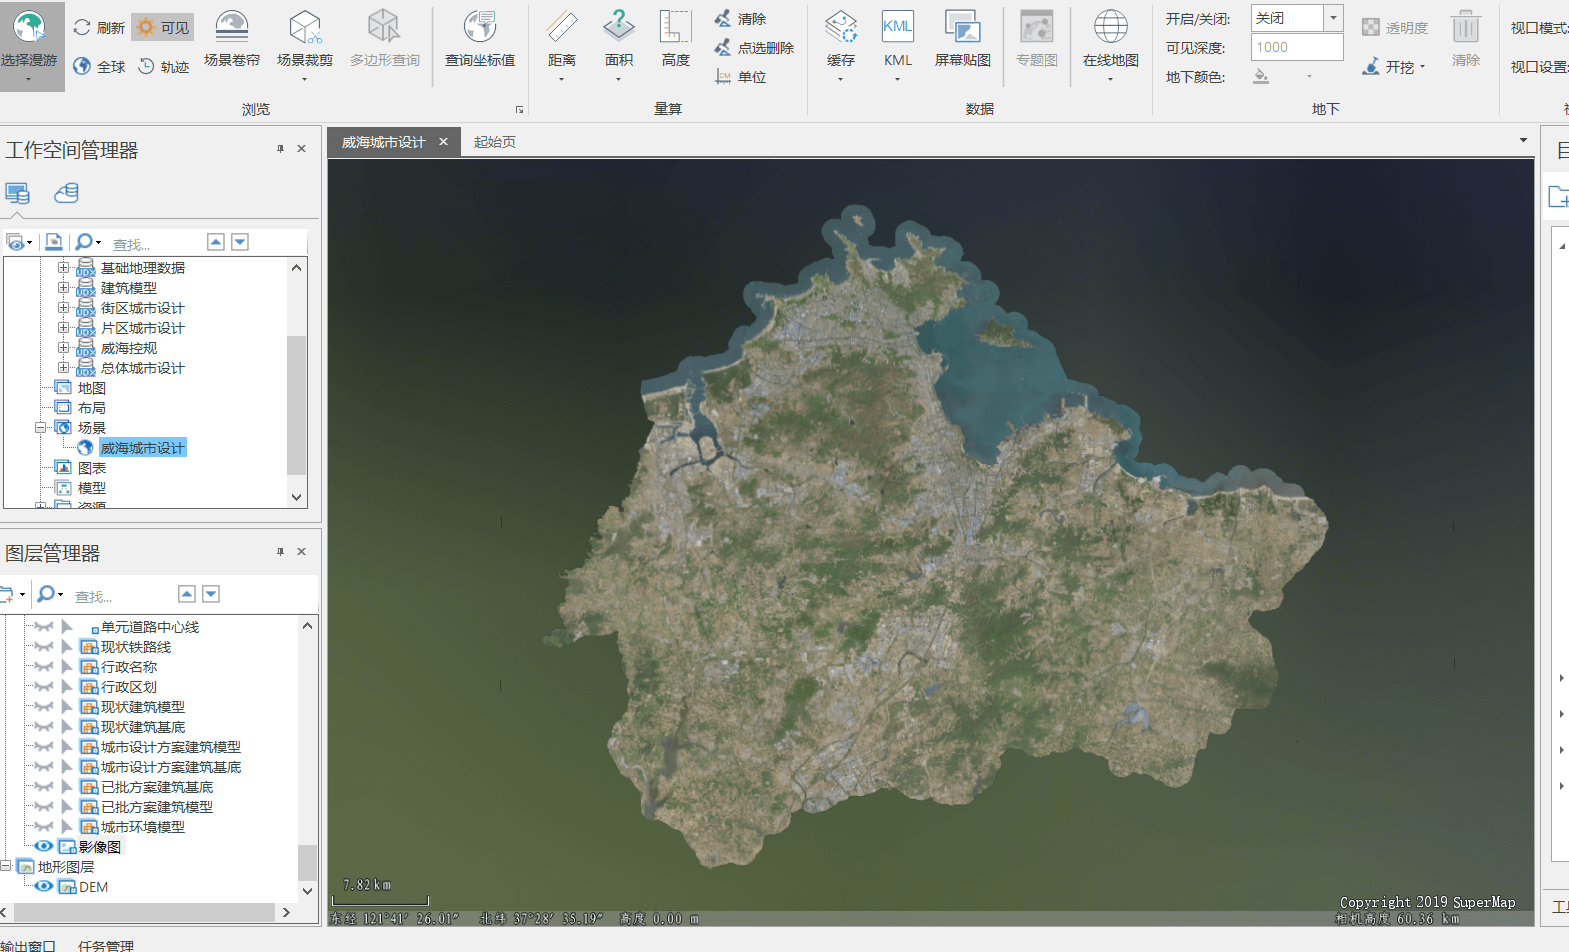 选择漫游
刷新
可见
全球
轨迹
场景卷帘
场景裁剪
多边形查询
查询坐标值
距离
面积
高度
清除
点选删除
单位
缓存
KML
KML
屏幕贴图
专题图
在线地图
开启/关闭:
关闭
可见深度:
1000
地下颜色:
透明度
开挖
清除
视口模式:
视口设置:
浏览
量算
数据
地下
工作空间管理器
查找...
基础地理数据
建筑模型
街区城市设计
片区城市设计
威海控规
总体城市设计
地图
布局
场景
威海城市设计
图表
模型
资源
图层管理器
查找...
单元道路中心线
现状铁路线
行政名称
行政区划
现状建筑模型
现状建筑基底
城市设计方案建筑模型
城市设计方案建筑基底
已批方案建筑基底
已批方案建筑模型
城市环境模型
影像图
地形图层
DEM
输出窗口
任务管理
威海城市设计
起始页
7.82km
东经 121°41′ 26.01″ 北纬 37°28′ 35.19″ 高度 0.00 m
Copyright 2019 SuperMap
相机高度 60.36 km